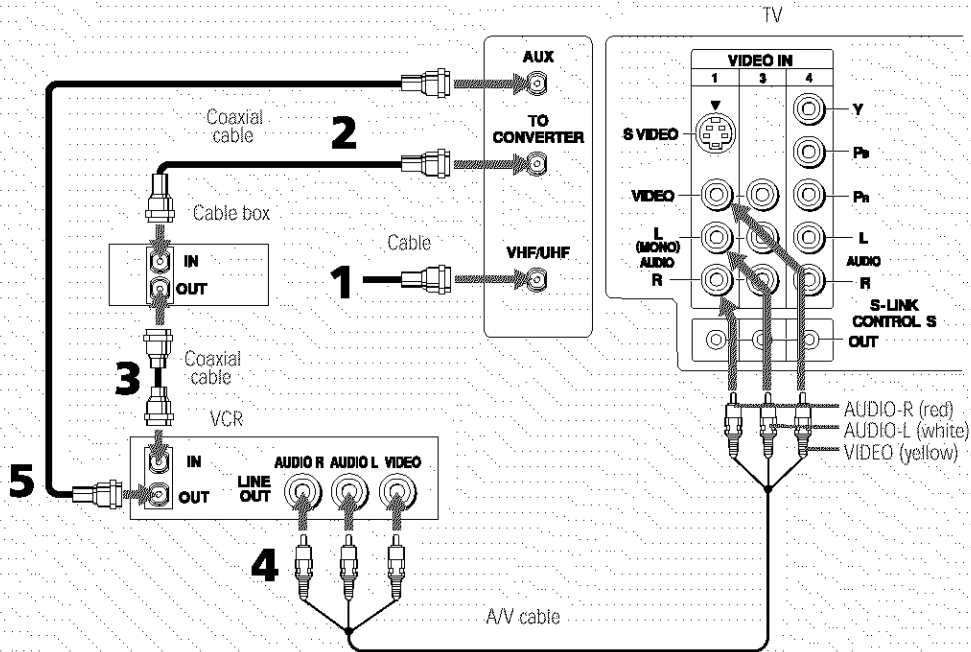 TV
AUX
VIDEO IN
1 3 4
Coaxial
cable
2
TO
CONVERTER
S VIDEO
Y
PB
Cable box
VIDEO
PR
IN
OUT
Cable
1
VHF/UHF
L
(MONO)
AUDIO
R
L
AUDIO
R
S-LINK
CONTROL S
OUT
3
Coaxial
cable
VCR
AUDIO-R (red)
AUDIO-L (white)
VIDEO (yellow)
5
IN
OUT
AUDIO R AUDIO L VIDEO
LINE
OUT
4
A/V cable